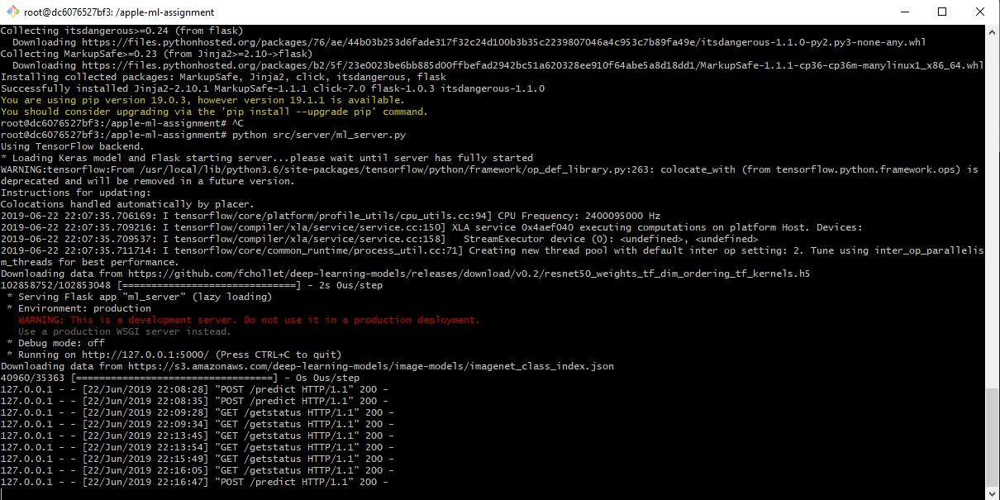 root@dc6076527bf3: /apple-ml-assignment
Collecting itsdangerous>=0.24 (from flask)
  Downloading https://files.pythonhosted.org/packages/76/ae/44b03b253d6fade317f32c24d100b3b35c2239807046a4c953c7b89fa49e/itsdangerous-1.1.0-py2.py3-none-any.whl
Collecting MarkupSafe>=0.23 (from Jinja2>=2.10->flask)
  Downloading https://files.pythonhosted.org/packages/b2/5f/23e0023be6bb885d00ffbefad2942bc51a620328ee910f64abe5a8d18dd1/MarkupSafe-1.1.1-cp36-cp36m-manylinux1_x86_64.whl
Installing collected packages: MarkupSafe, Jinja2, click, itsdangerous, flask
Successfully installed Jinja2-2.10.1 MarkupSafe-1.1.1 click-7.0 flask-1.0.3 itsdangerous-1.1.0
You are using pip version 19.0.3, however version 19.1.1 is available.
You should consider upgrading via the 'pip install --upgrade pip' command.
root@dc6076527bf3:/apple-ml-assignment# ^C
root@dc6076527bf3:/apple-ml-assignment# python src/server/ml_server.py
Using TensorFlow backend.
* Loading Keras model and Flask starting server...please wait until server has fully started
WARNING:tensorflow:From /usr/local/lib/python3.6/site-packages/tensorflow/python/framework/op_def_library.py:263: colocate_with (from tensorflow.python.framework.ops) is
deprecated and will be removed in a future version.
Instructions for updating:
Colocations handled automatically by placer.
2019-06-22 22:07:35.706169: I tensorflow/core/platform/profile_utils/cpu_utils.cc:94] CPU Frequency: 2400095000 Hz
2019-06-22 22:07:35.709216: I tensorflow/compiler/xla/service/service.cc:150] XLA service 0x4aef040 executing computations on platform Host. Devices:
2019-06-22 22:07:35.709537: I tensorflow/compiler/xla/service/service.cc:158]   StreamExecutor device (0): <undefined>, <undefined>
2019-06-22 22:07:35.711714: I tensorflow/core/common_runtime/process_util.cc:71] Creating new thread pool with default inter op setting: 2. Tune using inter_op_parallelis
m_threads for best performance.
Downloading data from https://github.com/fchollet/deep-learning-models/releases/download/v0.2/resnet50_weights_tf_dim_ordering_tf_kernels.h5
102858752/102853048 [==============================] - 2s 0us/step
 * Serving Flask app "ml_server" (lazy loading)
 * Environment: production
   WARNING: This is a development server. Do not use it in a production deployment.
   Use a production WSGI server instead.
 * Debug mode: off
 * Running on http://127.0.0.1:5000/ (Press CTRL+C to quit)
Downloading data from https://s3.amazonaws.com/deep-learning-models/image-models/imagenet_class_index.json
40960/35363 [==================================] - 0s 0us/step
127.0.0.1 - - [22/Jun/2019 22:08:28] "POST /predict HTTP/1.1" 200 -
127.0.0.1 - - [22/Jun/2019 22:08:35] "POST /predict HTTP/1.1" 200 -
127.0.0.1 - - [22/Jun/2019 22:09:28] "GET /getstatus HTTP/1.1" 200 -
127.0.0.1 - - [22/Jun/2019 22:09:34] "GET /getstatus HTTP/1.1" 200 -
127.0.0.1 - - [22/Jun/2019 22:13:45] "GET /getstatus HTTP/1.1" 200 -
127.0.0.1 - - [22/Jun/2019 22:13:54] "GET /getstatus HTTP/1.1" 200 -
127.0.0.1 - - [22/Jun/2019 22:15:49] "GET /getstatus HTTP/1.1" 200 -
127.0.0.1 - - [22/Jun/2019 22:16:05] "GET /getstatus HTTP/1.1" 200 -
127.0.0.1 - - [22/Jun/2019 22:16:47] "POST /predict HTTP/1.1" 200 -